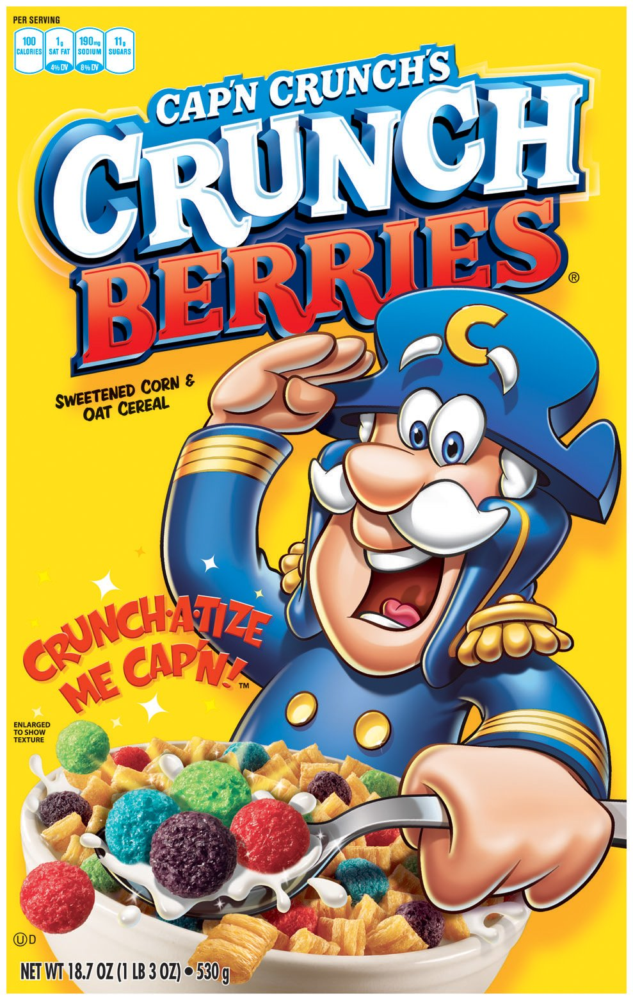 PER SERVING
100 CALORIES
1g SAT FAT 4% DV
190mg SODIUM 8% DV
11g SUGARS
CAP'N CRUNCH'S
CRUNCH
BERRIES®
C
SWEETENED CORN &
OAT CEREAL
CRUNCH·A·TIZE
ME CAP'N!™
ENLARGED
TO SHOW
TEXTURE
Ⓤ D
NET WT 18.7 OZ (1 LB 3 OZ) • 530 g